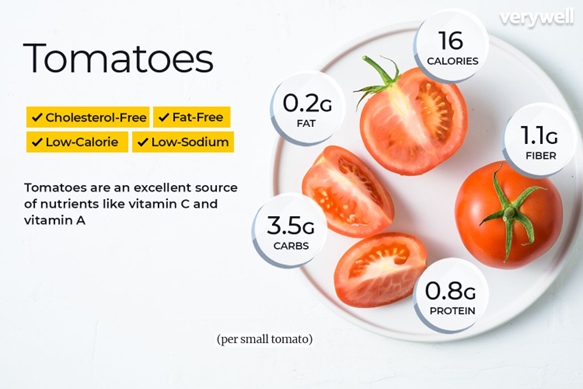 verywell
Tomatoes
✓ Cholesterol-Free ✓ Fat-Free
✓ Low-Calorie ✓ Low-Sodium
Tomatoes are an excellent source
of nutrients like vitamin C and
vitamin A
16
CALORIES
0.2G
FAT
1.1G
FIBER
3.5G
CARBS
0.8G
PROTEIN
(per small tomato)